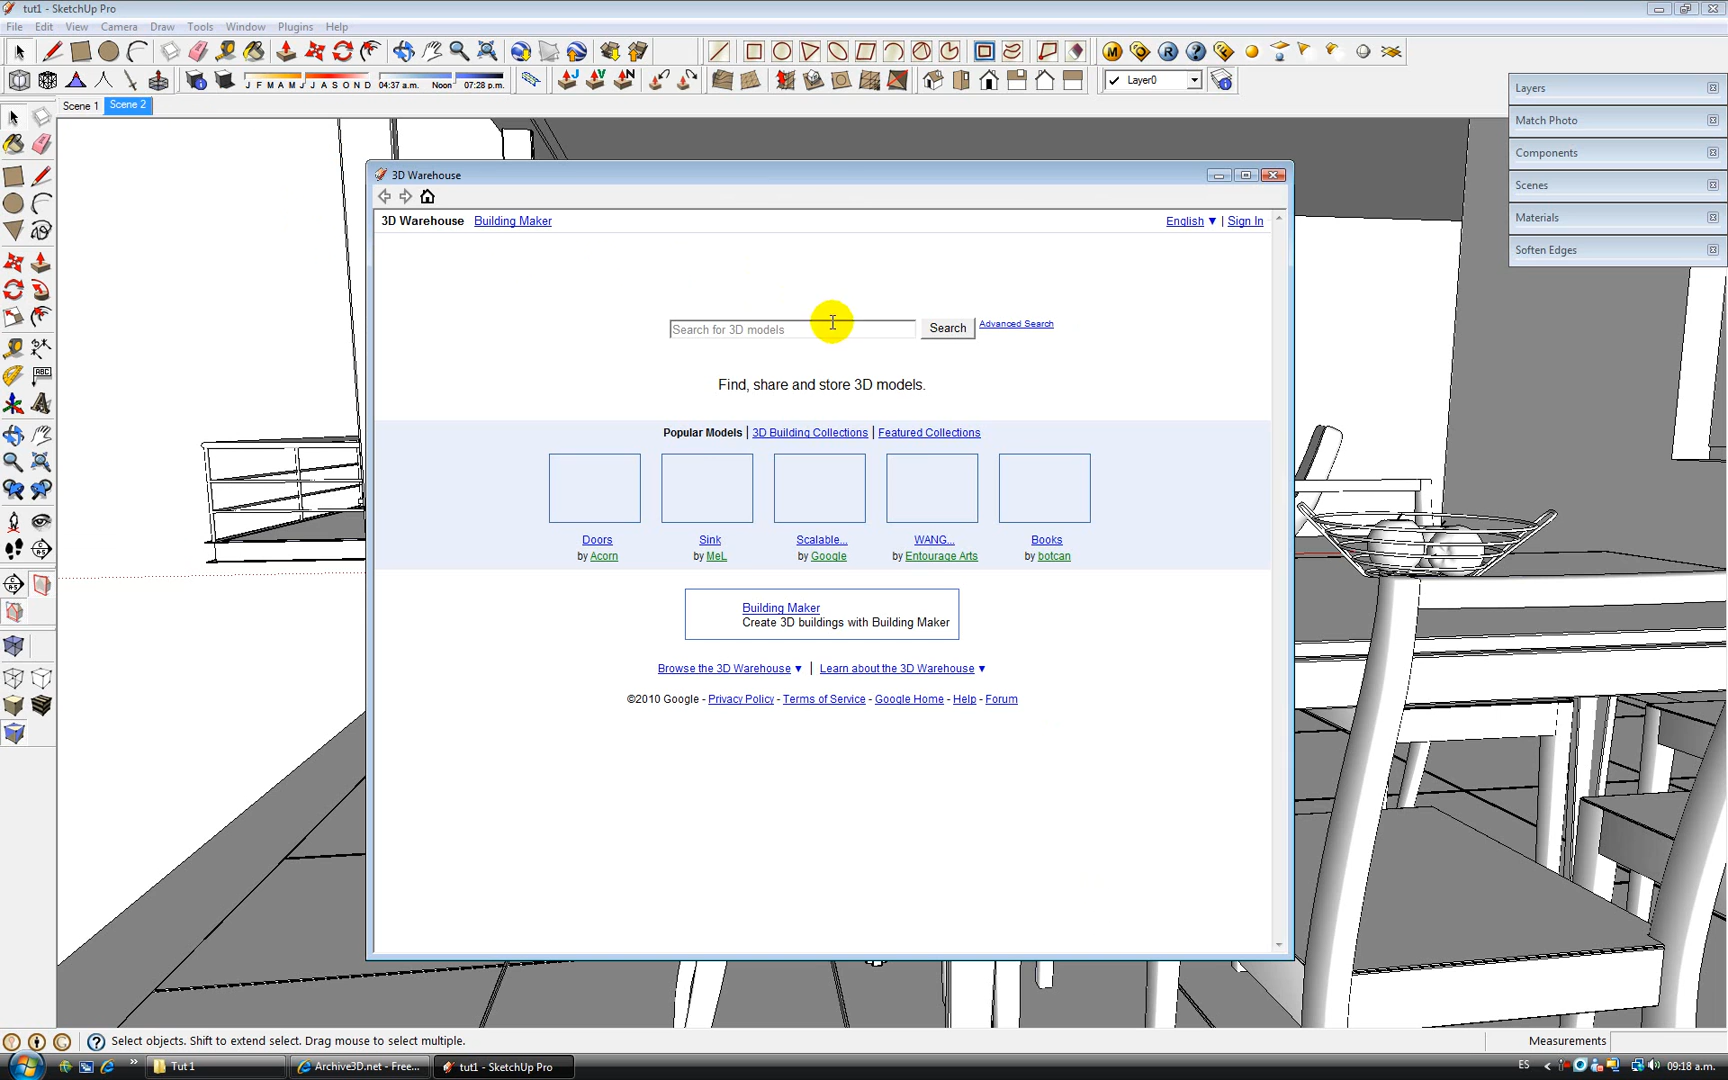 tut1 - SketchUp Pro
File Edit View Camera Draw Tools Window Plugins Help
J F M A M J J A S O N D 04:37 a.m. Noon 07:28 p.m. Layer0
Scene 1 Scene 2
Layers
Match Photo
Components
Scenes
Materials
Soften Edges
3D Warehouse
3D Warehouse Building Maker English ▼ | Sign In
Search for 3D models Search Advanced Search
Find, share and store 3D models.
Popular Models | 3D Building Collections | Featured Collections
Doors Sink Scalable... WANG... Books
by Acorn by MeL by Google by Entourage Arts by botcan
Building Maker
Create 3D buildings with Building Maker
Browse the 3D Warehouse ▼ | Learn about the 3D Warehouse ▼
©2010 Google - Privacy Policy - Terms of Service - Google Home - Help - Forum
Select objects. Shift to extend select. Drag mouse to select multiple. Measurements
Tut 1 Archive3D.net - Free... tut1 - SketchUp Pro ES 09:18 a.m.